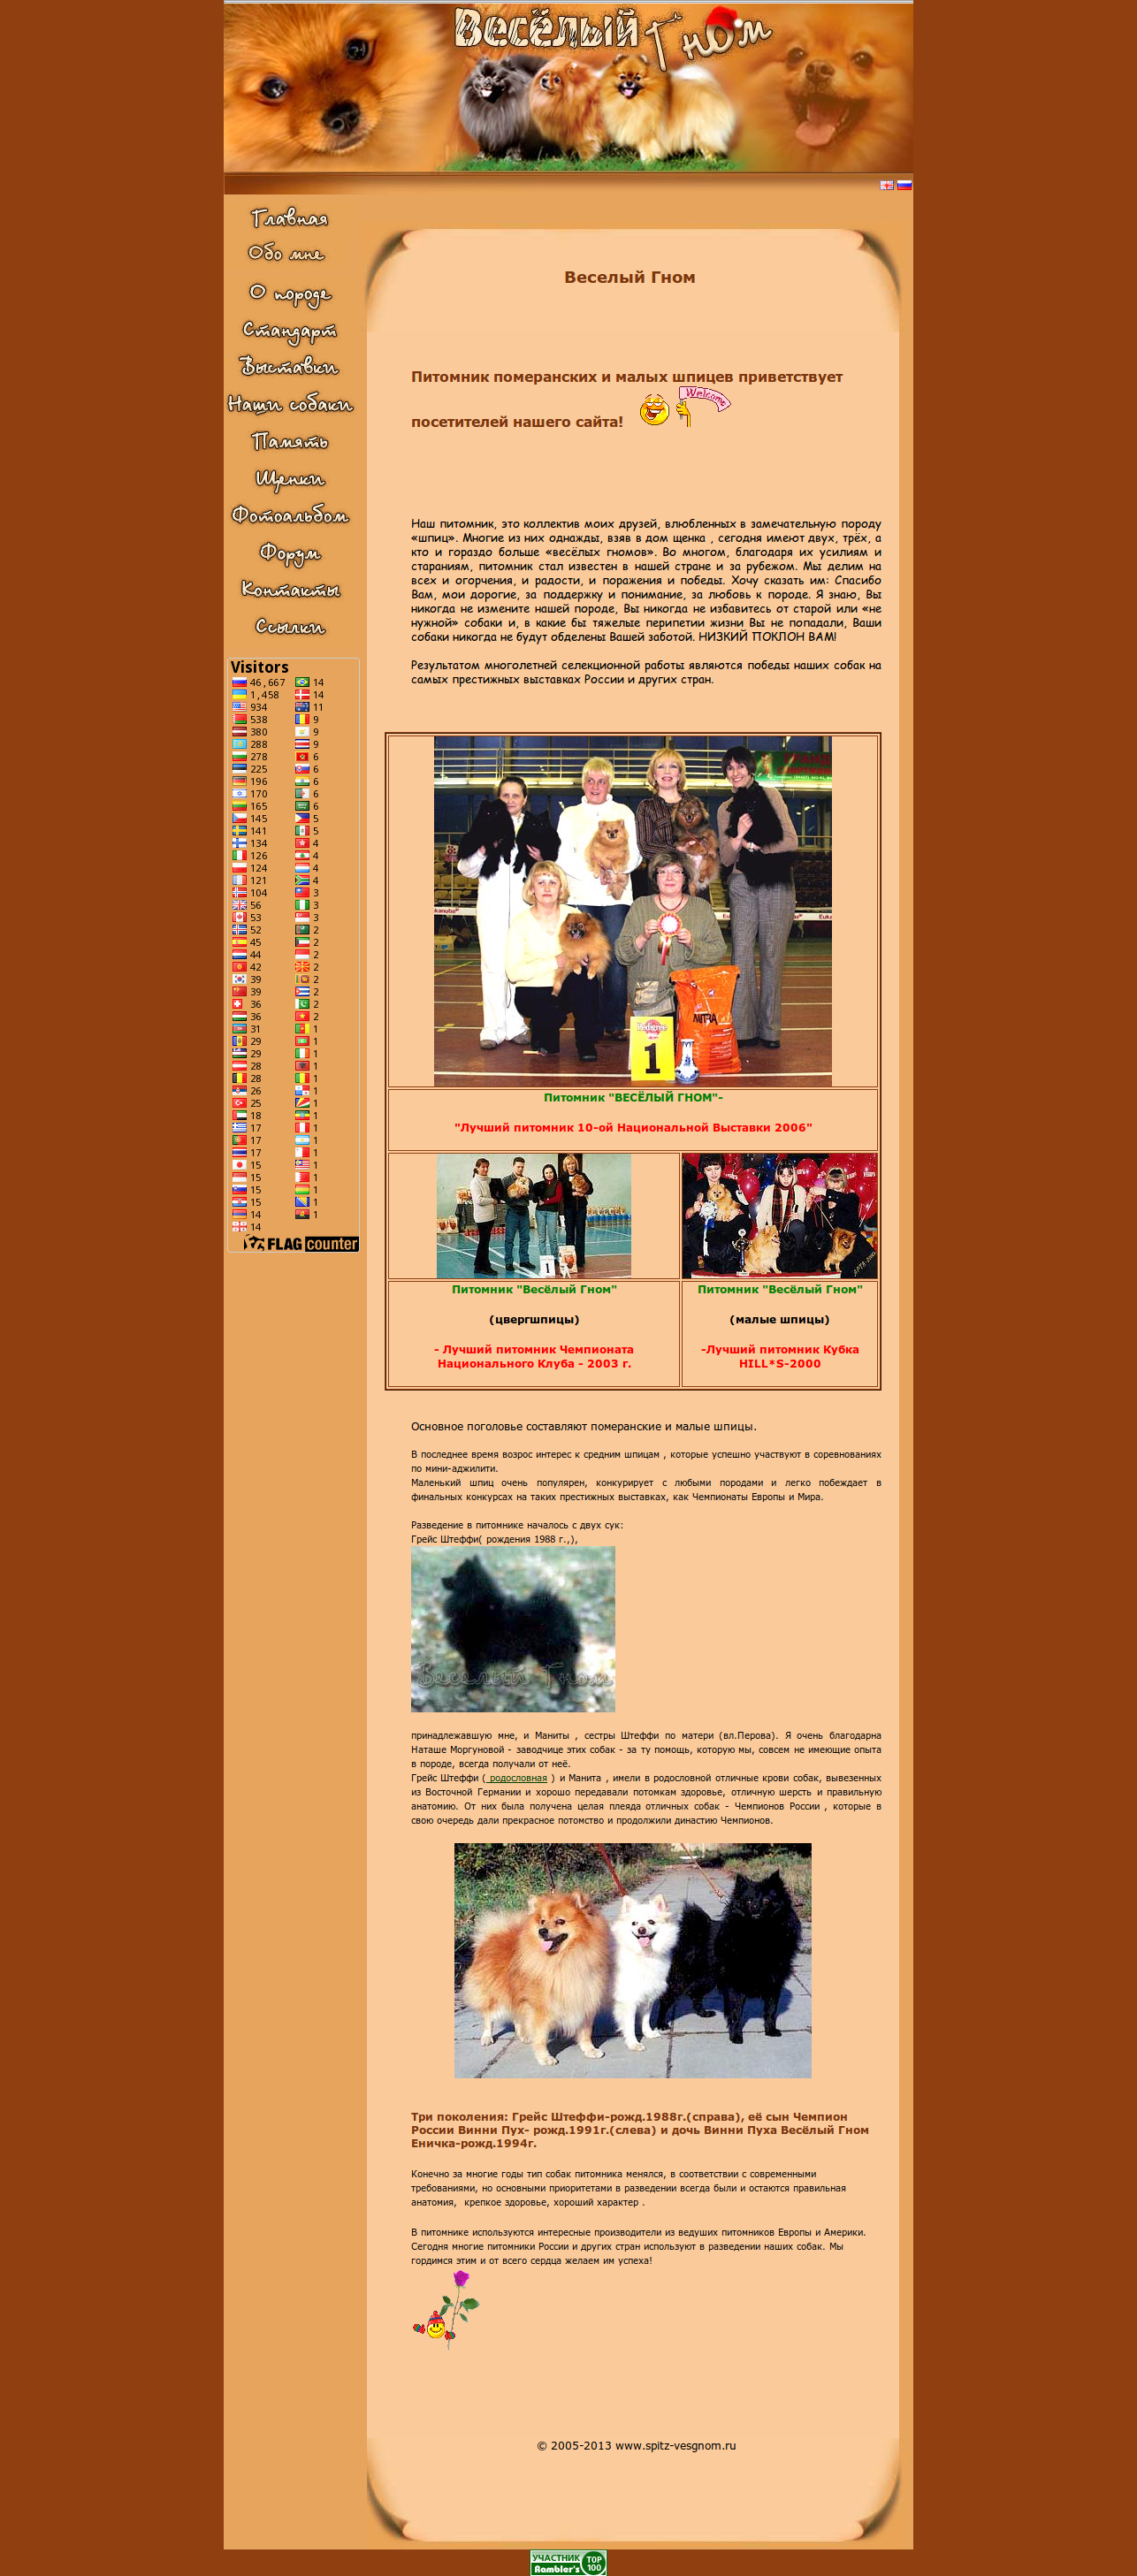 Весёлый Гном
Главная
Обо мне
О породе
Стандарт
Выставки
Наши собаки
Память
Щенки
Фотоальбом
Форум
Контакты
Ссылки
Visitors
46,667 14
1,458 14
934 11
538 9
380 9
288 9
278 6
225 6
196 6
170 6
165 6
145 5
141 5
134 4
126 4
124 4
121 4
104 3
56 3
53 3
52 2
45 2
44 2
42 2
39 2
39 2
36 2
36 2
31 1
29 1
29 1
28 1
28 1
26 1
25 1
18 1
17 1
17 1
17 1
15 1
15 1
15 1
15 1
14 1
14
FLAG counter
Веселый Гном
Питомник померанских и малых шпицев приветствует
посетителей нашего сайта!
Welcome
Наш питомник, это коллектив моих друзей, влюбленных в замечательную породу
«шпиц». Многие из них однажды, взяв в дом щенка , сегодня имеют двух, трёх, а
кто и гораздо больше «весёлых гномов». Во многом, благодаря их усилиям и
стараниям, питомник стал известен в нашей стране и за рубежом. Мы делим на
всех и огорчения, и радости, и поражения и победы. Хочу сказать им: Спасибо
Вам, мои дорогие, за поддержку и понимание, за любовь к породе. Я знаю, Вы
никогда не измените нашей породе, Вы никогда не избавитесь от старой или «не
нужной» собаки и, в какие бы тяжелые перипетии жизни Вы не попадали, Ваши
собаки никогда не будут обделены Вашей заботой. НИЗКИЙ ПОКЛОН ВАМ!
Результатом многолетней селекционной работы являются победы наших собак на
самых престижных выставках России и других стран.
Pedigree
1
NUTRA
Питомник "ВЕСЁЛЫЙ ГНОМ"-
"Лучший питомник 10-ой Национальной Выставки 2006"
Питомник "Весёлый Гном"
(цвергшпицы)
- Лучший питомник Чемпионата
Национального Клуба - 2003 г.
Питомник "Весёлый Гном"
(малые шпицы)
-Лучший питомник Кубка
HILL*S-2000
Основное поголовье составляют померанские и малые шпицы.
В последнее время возрос интерес к средним шпицам , которые успешно участвуют в соревнованиях
по мини-аджилити.
Маленький шпиц очень популярен, конкурирует с любыми породами и легко побеждает в
финальных конкурсах на таких престижных выставках, как Чемпионаты Европы и Мира.
Разведение в питомнике началось с двух сук:
Грейс Штеффи( рождения 1988 г.,),
Веселый Гном
принадлежавшую мне, и Маниты , сестры Штеффи по матери (вл.Перова). Я очень благодарна
Наташе Моргуновой - заводчице этих собак - за ту помощь, которую мы, совсем не имеющие опыта
в породе, всегда получали от неё.
Грейс Штеффи ( родословная ) и Манита , имели в родословной отличные крови собак, вывезенных
из Восточной Германии и хорошо передавали потомкам здоровье, отличную шерсть и правильную
анатомию. От них была получена целая плеяда отличных собак - Чемпионов России , которые в
свою очередь дали прекрасное потомство и продолжили династию Чемпионов.
Три поколения: Грейс Штеффи-рожд.1988г.(справа), её сын Чемпион
России Винни Пух- рожд.1991г.(слева) и дочь Винни Пуха Весёлый Гном
Еничка-рожд.1994г.
Конечно за многие годы тип собак питомника менялся, в соответствии с современными
требованиями, но основными приоритетами в разведении всегда были и остаются правильная
анатомия, крепкое здоровье, хороший характер .
В питомнике используются интересные производители из ведуших питомников Европы и Америки.
Сегодня многие питомники России и других стран используют в разведении наших собак. Мы
гордимся этим и от всего сердца желаем им успеха!
© 2005-2013 www.spitz-vesgnom.ru
УЧАСТНИК
Rambler's
TOP
100